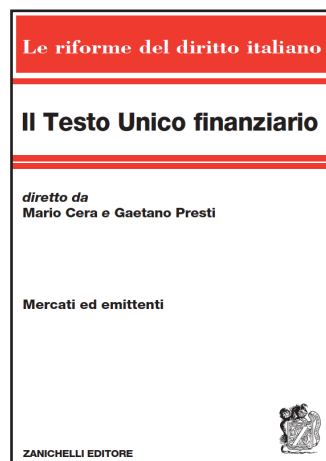 Le riforme del diritto italiano
Il Testo Unico finanziario
diretto da
Mario Cera e Gaetano Presti
Mercati ed emittenti
ZANICHELLI EDITORE